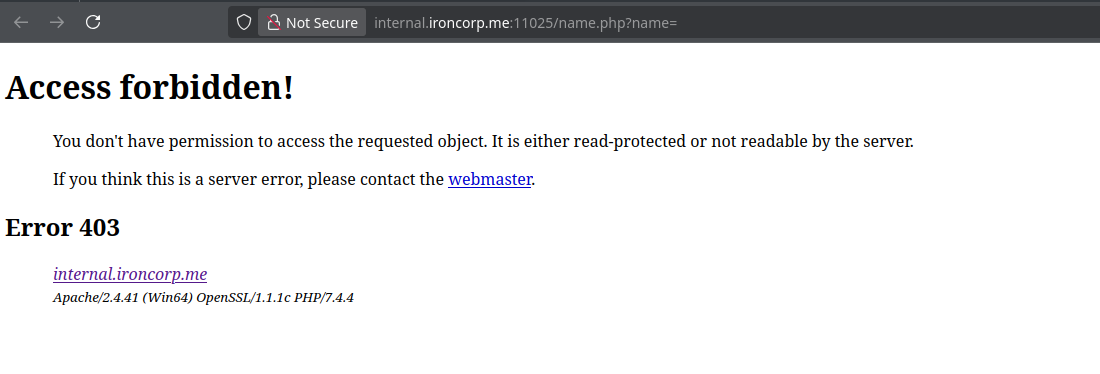 Not Secure internal.ironcorp.me:11025/name.php?name=
Access forbidden!
You don't have permission to access the requested object. It is either read-protected or not readable by the server.
If you think this is a server error, please contact the webmaster.
Error 403
internal.ironcorp.me
Apache/2.4.41 (Win64) OpenSSL/1.1.1c PHP/7.4.4